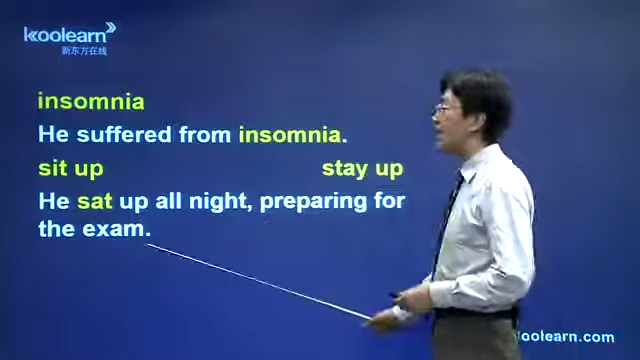 koolearn
新东方在线
insomnia
He suffered from insomnia.
sit up stay up
He sat up all night, preparing for
the exam.
oolearn.com